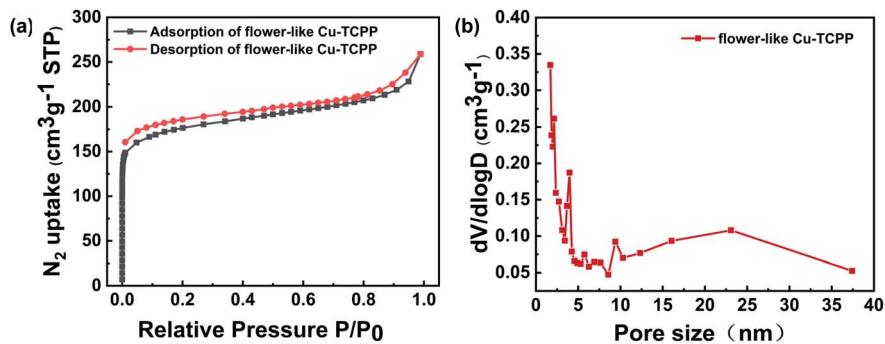 (a)
Adsorption of flower-like Cu-TCPP
Desorption of flower-like Cu-TCPP
N2 uptake (cm3g-1 STP)
300
250
200
150
100
50
0
0.0 0.2 0.4 0.6 0.8 1.0
Relative Pressure P/P0
(b)
flower-like Cu-TCPP
dV/dlogD (cm3g-1)
0.40
0.35
0.30
0.25
0.20
0.15
0.10
0.05
0 5 10 15 20 25 30 35 40
Pore size（nm）